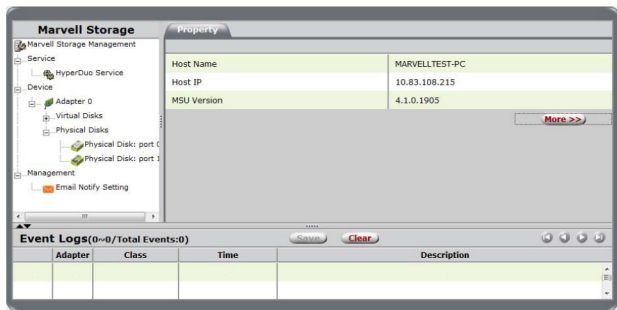 Marvell Storage
Property
Marvell Storage Management
Service
HyperDuo Service
Device
Adapter 0
Virtual Disks
Physical Disks
Physical Disk: port 0
Physical Disk: port 1
Management
Email Notify Setting
Host Name MARVELLTEST-PC
Host IP 10.83.108.215
MSU Version 4.1.0.1905
More >>
Event Logs(0~0/Total Events:0) Save Clear
Adapter Class Time Description